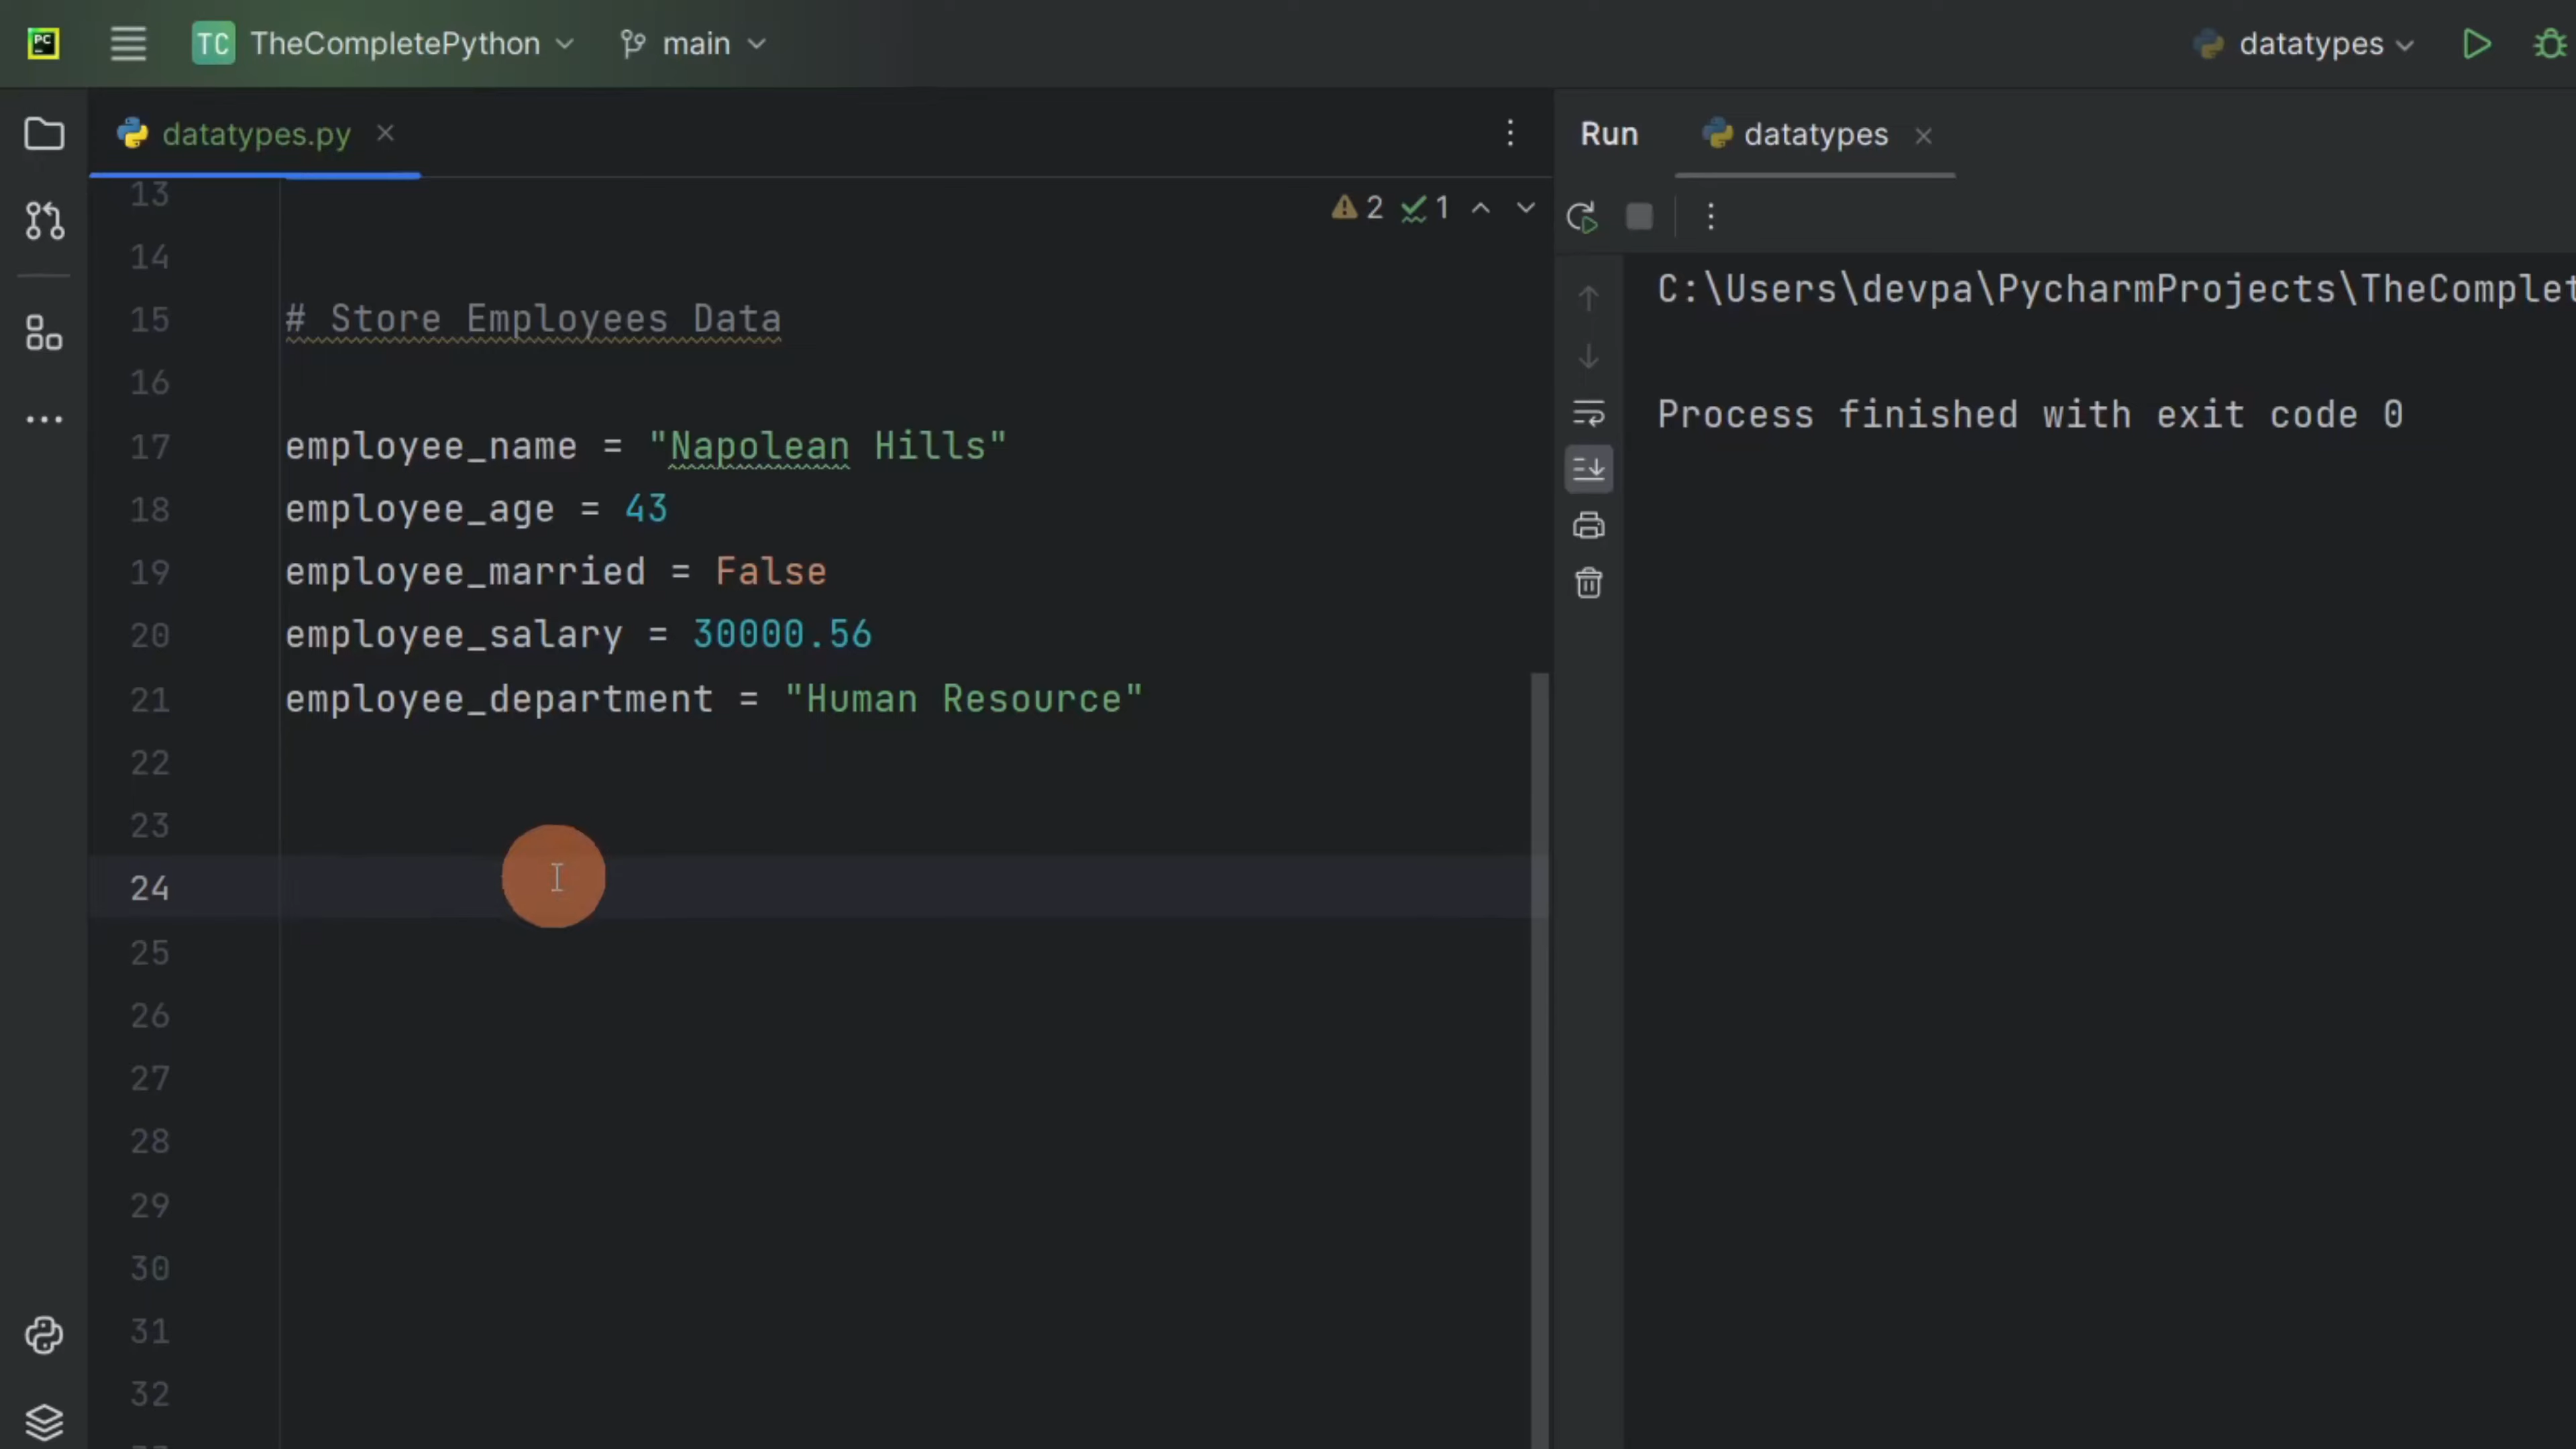 PC
TC TheCompletePython
main
datatypes
datatypes.py
Run
datatypes
2 1
13
14
15 # Store Employees Data
16
17 employee_name = "Napolean Hills"
18 employee_age = 43
19 employee_married = False
20 employee_salary = 30000.56
21 employee_department = "Human Resource"
22
23
24
25
26
27
28
29
30
31
32
C:\Users\devpa\PycharmProjects\TheComplet
Process finished with exit code 0